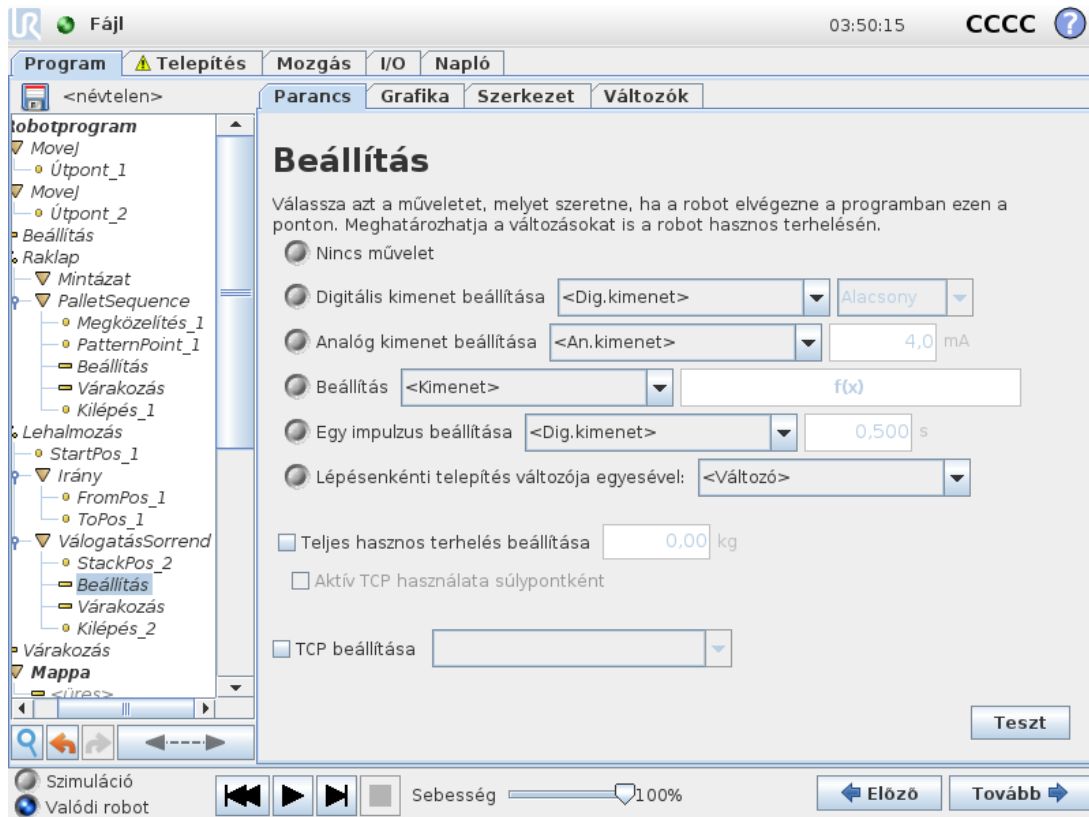 UR Fájl 03:50:15 CCCC ?
Program Telepítés Mozgás I/O Napló
<névtelen>
Parancs Grafika Szerkezet Változók
Robotprogram
MoveJ
Útpont_1
MoveJ
Útpont_2
Beállítás
Raklap
Mintázat
PalletSequence
Megközelítés_1
PatternPoint_1
Beállítás
Várakozás
Kilépés_1
Lehalmozás
StartPos_1
Irány
FromPos_1
ToPos_1
VálogatásSorrend
StackPos_2
Beállítás
Várakozás
Kilépés_2
Várakozás
Mappa
<üres>
Beállítás
Válassza azt a műveletet, melyet szeretne, ha a robot elvégezne a programban ezen a
ponton. Meghatározhatja a változásokat is a robot hasznos terhelésén.
Nincs művelet
Digitális kimenet beállítása <Dig.kimenet> Alacsony
Analóg kimenet beállítása <An.kimenet> 4,0 mA
Beállítás <Kimenet> f(x)
Egy impulzus beállítása <Dig.kimenet> 0,500 s
Lépésenkénti telepítés változója egyesével: <Változó>
Teljes hasznos terhelés beállítása 0,00 kg
Aktív TCP használata súlypontként
TCP beállítása
Teszt
Szimuláció
Valódi robot
Sebesség 100%
Előző Tovább